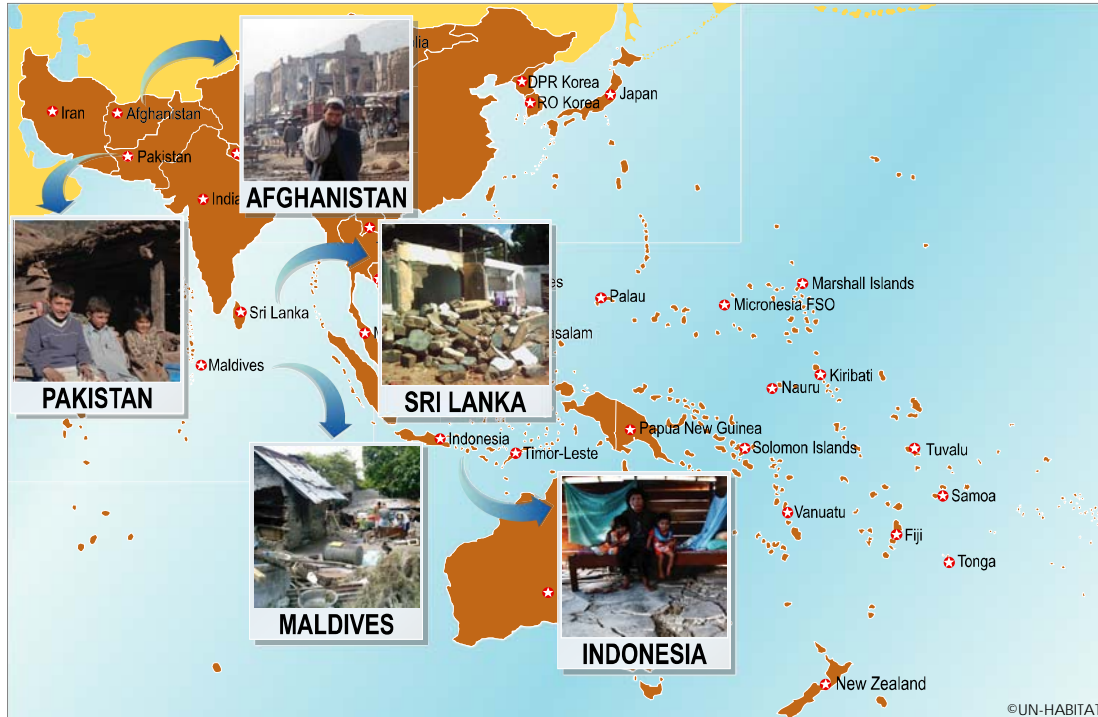 DPR Korea
RO Korea
Japan
Iran
Afghanistan
Pakistan
India
AFGHANISTAN
Sri Lanka
Maldives
PAKISTAN
SRI LANKA
Palau
Marshall Islands
Micronesia FSO
Kiribati
Nauru
Indonesia
Timor-Leste
Papua New Guinea
Solomon Islands
Tuvalu
Samoa
Vanuatu
Fiji
Tonga
MALDIVES
INDONESIA
New Zealand
©UN-HABITAT